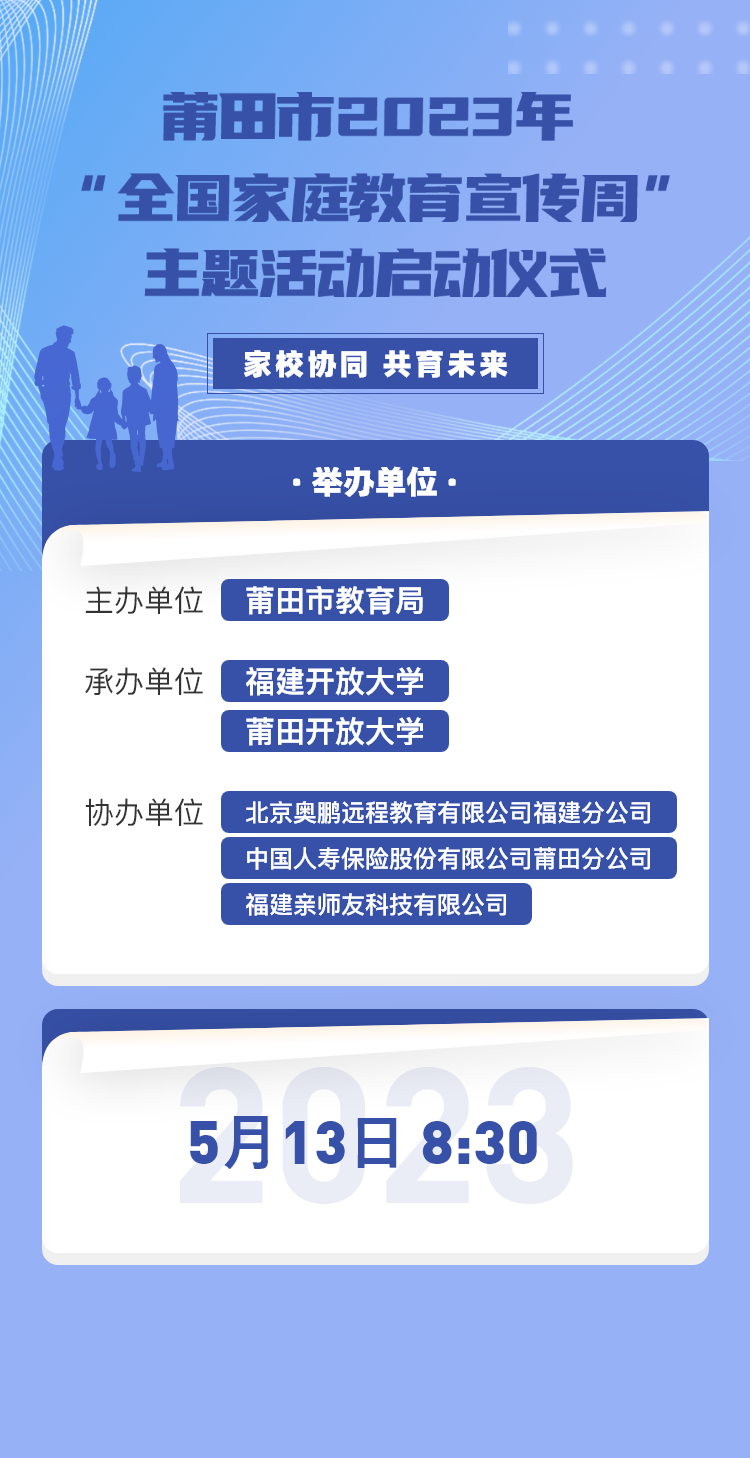 莆田市2023年
“全国家庭教育宣传周”
主题活动启动仪式
家校协同 共育未来
·举办单位·
主办单位 莆田市教育局
承办单位 福建开放大学
莆田开放大学
协办单位 北京奥鹏远程教育有限公司福建分公司
中国人寿保险股份有限公司莆田分公司
福建亲师友科技有限公司
2023
5月13日 8:30